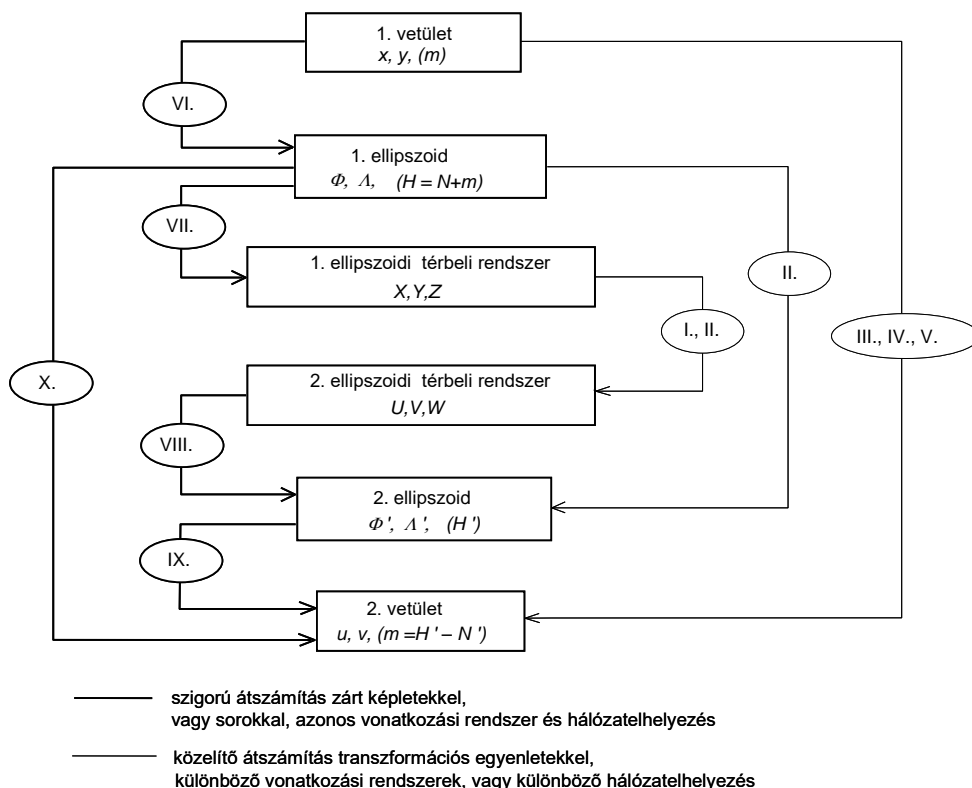 1. vetület
x, y, (m)
VI.
1. ellipszoid
Φ, Λ, (H = N+m)
VII.
II.
1. ellipszoidi térbeli rendszer
X,Y,Z
I., II.
III., IV., V.
X.
2. ellipszoidi térbeli rendszer
U,V,W
VIII.
2. ellipszoid
Φ', Λ', (H')
IX.
2. vetület
u, v, (m =H' – N')
szigorú átszámítás zárt képletekkel,
vagy sorokkal, azonos vonatkozási rendszer és hálózatelhelyezés
közelítő átszámítás transzformációs egyenletekkel,
különböző vonatkozási rendszerek, vagy különböző hálózatelhelyezés